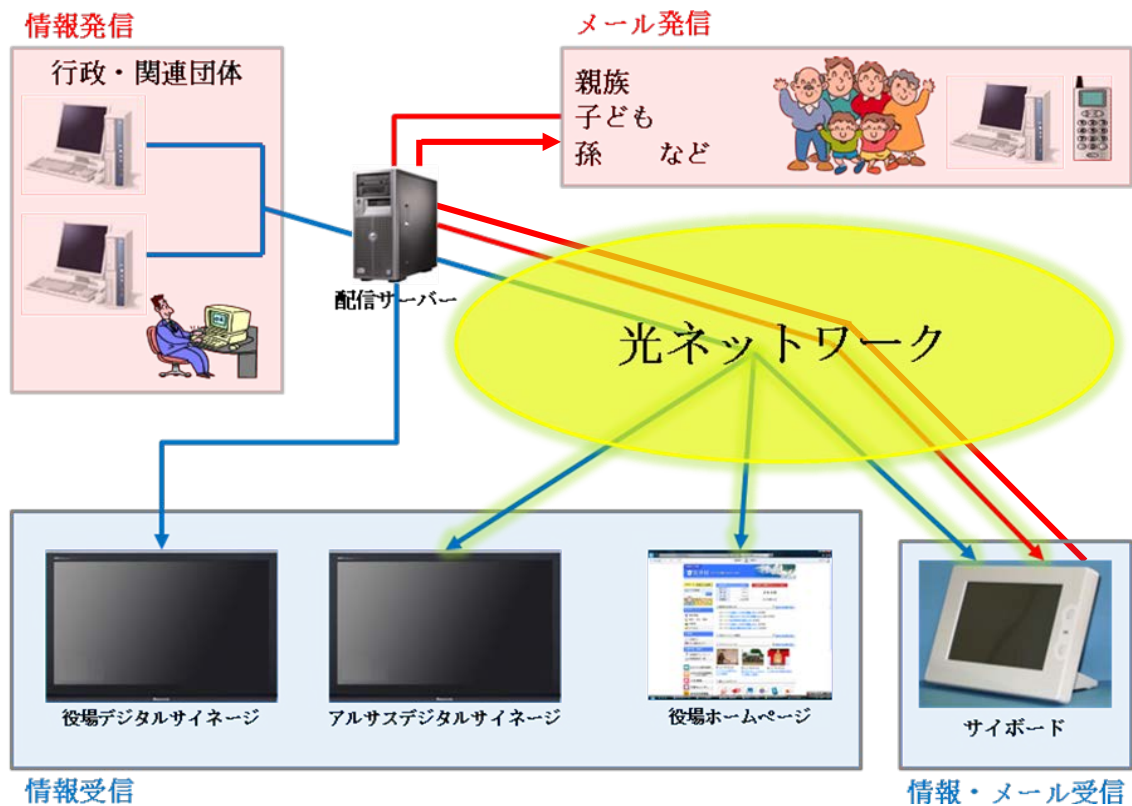 情報発信
メール発信
行政・関連団体
親族
子ども
孫　　など
配信サーバー
光ネットワーク
役場デジタルサイネージ
アルサスデジタルサイネージ
役場ホームページ
サイボード
情報受信
情報・メール受信